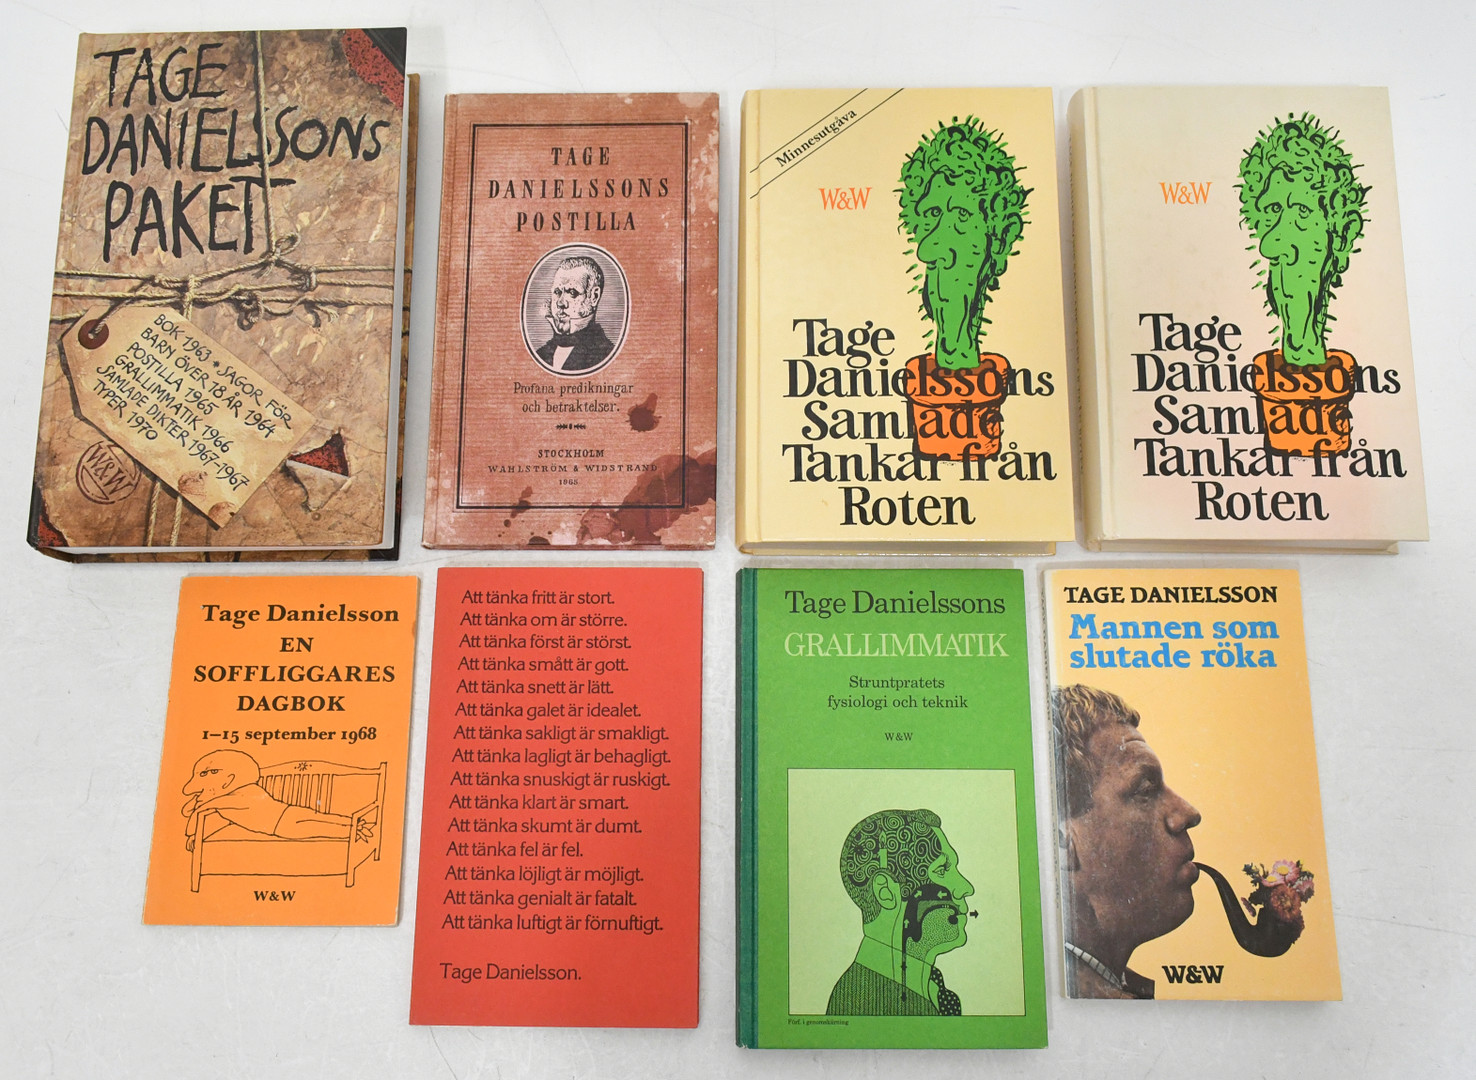 TAGE
DANIELSSONS
PAKET
BOK 1963 * SAGOR FÖR
BARN ÖVER 18 ÅR 1964
POSTILLA 1965
GRALLIMMATIK 1966
SAMLADE DIKTER 1967-1967
TYPER 1970
W&W
TAGE
DANIELSSONS
POSTILLA
Profana predikningar
och betraktelser.
STOCKHOLM
WAHLSTRÖM & WIDSTRAND
1965
Minnesutgåva
W&W
Tage
Danielssons
Samlade
Tankar från
Roten
W&W
Tage
Danielssons
Samlade
Tankar från
Roten
Tage Danielsson
EN
SOFFLIGGARES
DAGBOK
1–15 september 1968
W&W
Att tänka fritt är stort.
Att tänka om är större.
Att tänka först är störst.
Att tänka smått är gott.
Att tänka snett är lätt.
Att tänka galet är idealet.
Att tänka sakligt är smakligt.
Att tänka lagligt är behagligt.
Att tänka snuskigt är ruskigt.
Att tänka klart är smart.
Att tänka skumt är dumt.
Att tänka fel är fel.
Att tänka löjligt är möjligt.
Att tänka genialt är fatalt.
Att tänka luftigt är förnuftigt.
Tage Danielsson.
Tage Danielssons
GRALLIMMATIK
Struntpratets
fysiologi och teknik
W&W
Förf. i genomskärning
TAGE DANIELSSON
Mannen som
slutade röka
W&W